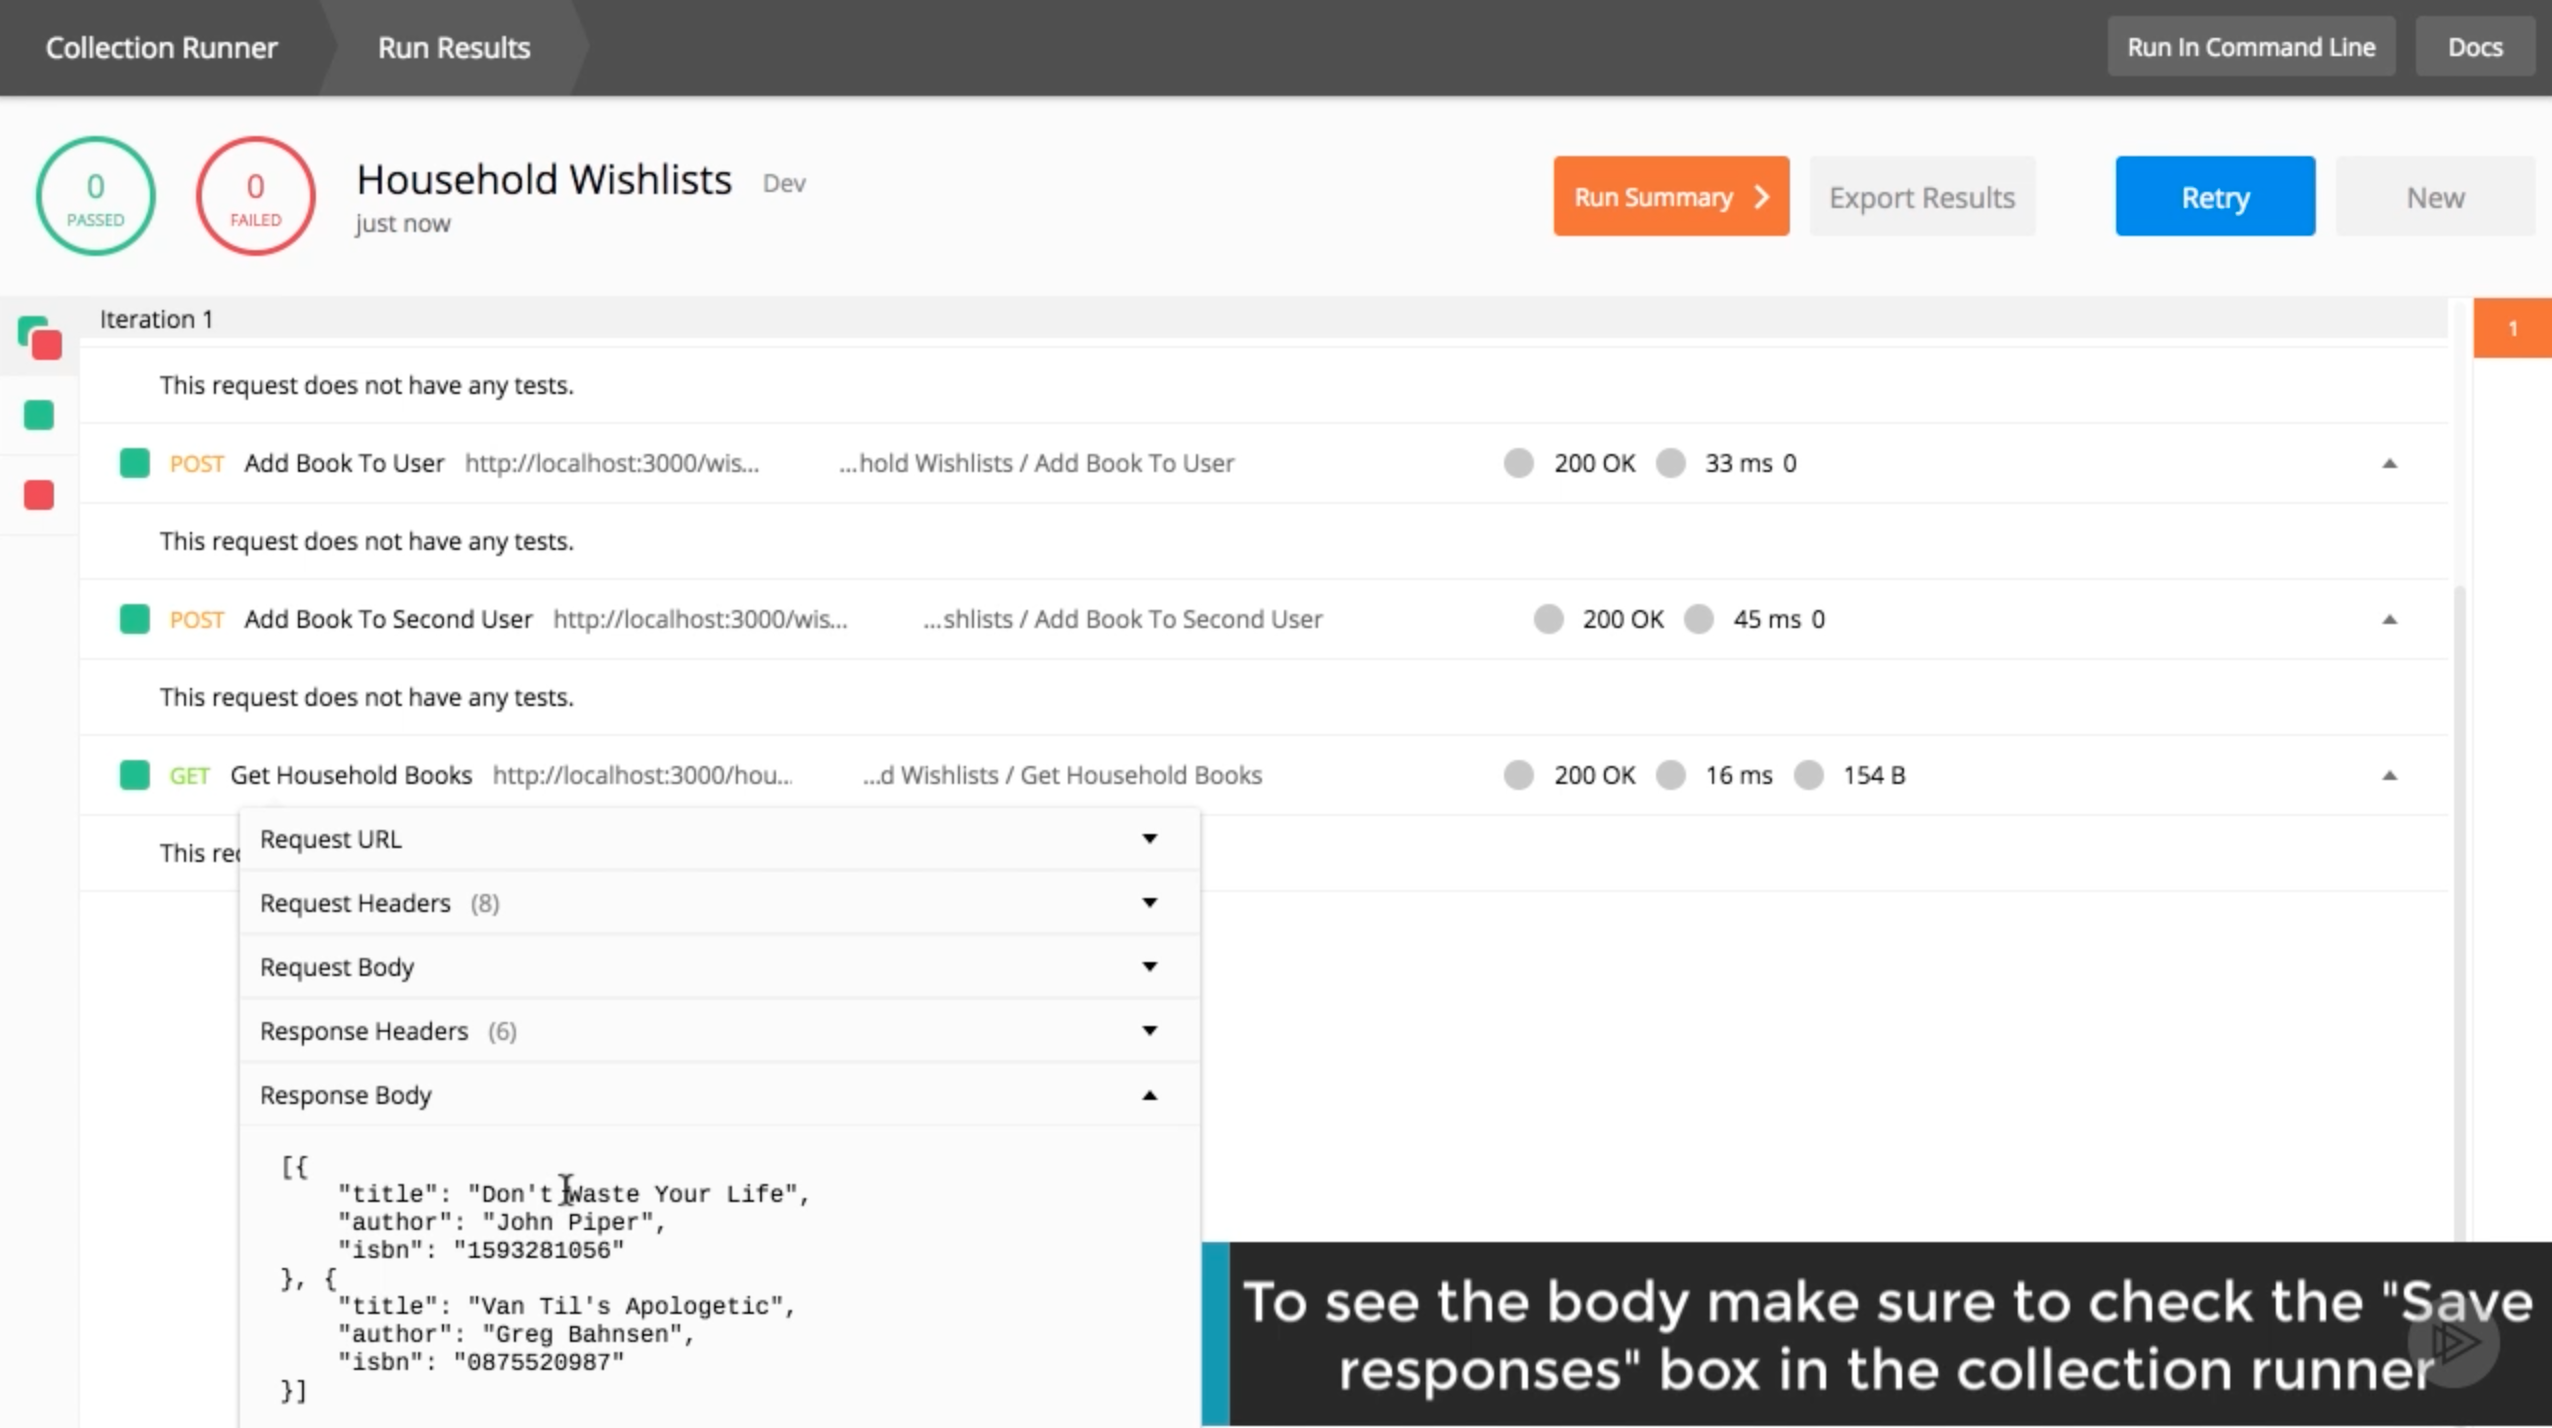 Collection Runner
Run Results
Run In Command Line
Docs
0
PASSED
0
FAILED
Household Wishlists Dev
just now
Run Summary
Export Results
Retry
New
Iteration 1
1
This request does not have any tests.
POST Add Book To User http://localhost:3000/wis... ...hold Wishlists / Add Book To User 200 OK 33 ms 0
This request does not have any tests.
POST Add Book To Second User http://localhost:3000/wis... ...shlists / Add Book To Second User 200 OK 45 ms 0
This request does not have any tests.
GET Get Household Books http://localhost:3000/hou... ...d Wishlists / Get Household Books 200 OK 16 ms 154 B
This req
Request URL
Request Headers (8)
Request Body
Response Headers (6)
Response Body
[{
"title": "Don't Waste Your Life",
"author": "John Piper",
"isbn": "1593281056"
}, {
"title": "Van Til's Apologetic",
"author": "Greg Bahnsen",
"isbn": "0875520987"
}]
To see the body make sure to check the "Save
responses" box in the collection runner